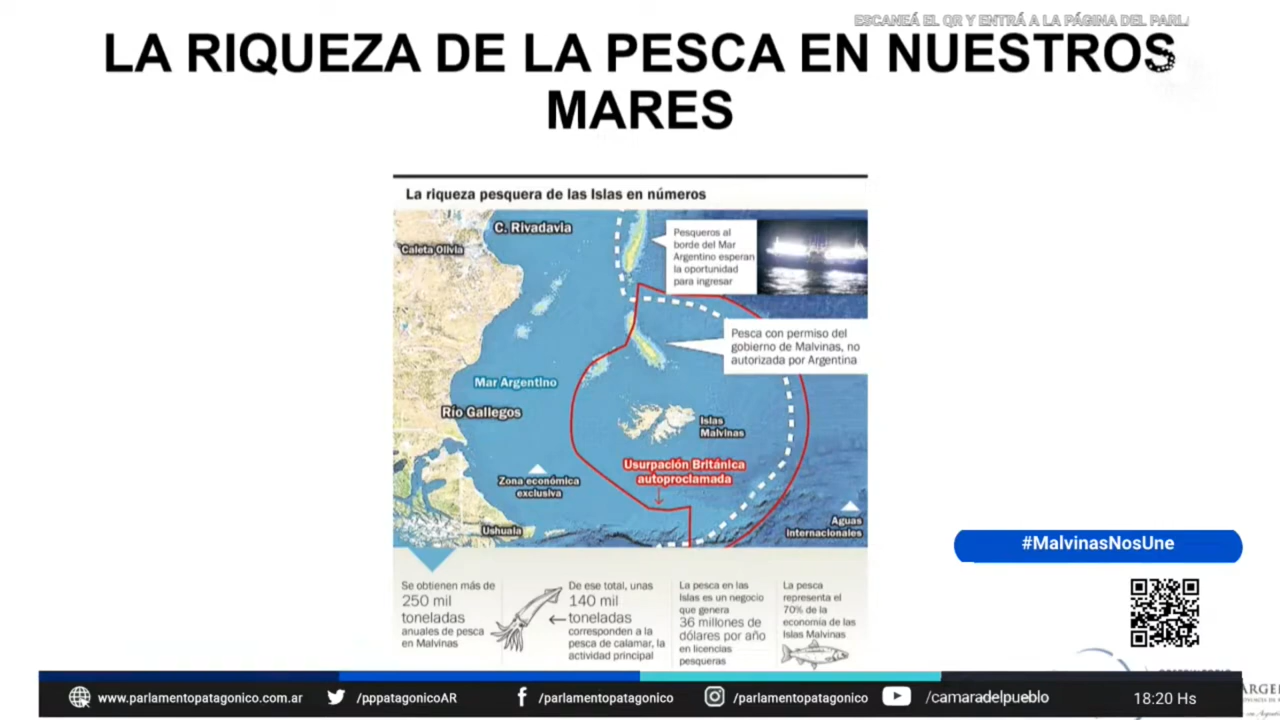 ESCANEÁ EL QR Y ENTRÁ A LA PÁGINA DEL PARL
LA RIQUEZA DE LA PESCA EN NUESTROS
MARES
La riqueza pesquera de las Islas en números
C. Rivadavia
Caleta Olivia
Pesqueros al
borde del Mar
Argentino esperan
la oportunidad
para ingresar
Pesca con permiso del
gobierno de Malvinas, no
autorizada por Argentina
Mar Argentino
Río Gallegos
Islas
Malvinas
Usurpación Británica
autoproclamada
Zona económica
exclusiva
Ushuaia
Aguas
internacionales
#MalvinasNosUne
Se obtienen más de
250 mil
toneladas
anuales de pesca
en Malvinas
De ese total, unas
140 mil
toneladas
corresponden a la
pesca de calamar, la
actividad principal
La pesca en las
Islas es un negocio
que genera
36 millones de
dólares por año
en licencias
pesqueras
La pesca
representa el
70% de la
economía de las
Islas Malvinas
www.parlamentopatagonico.com.ar
/pppatagonicoAR
/parlamentopatagonico
/parlamentopatagonico
/camaradelpueblo
18:20 Hs